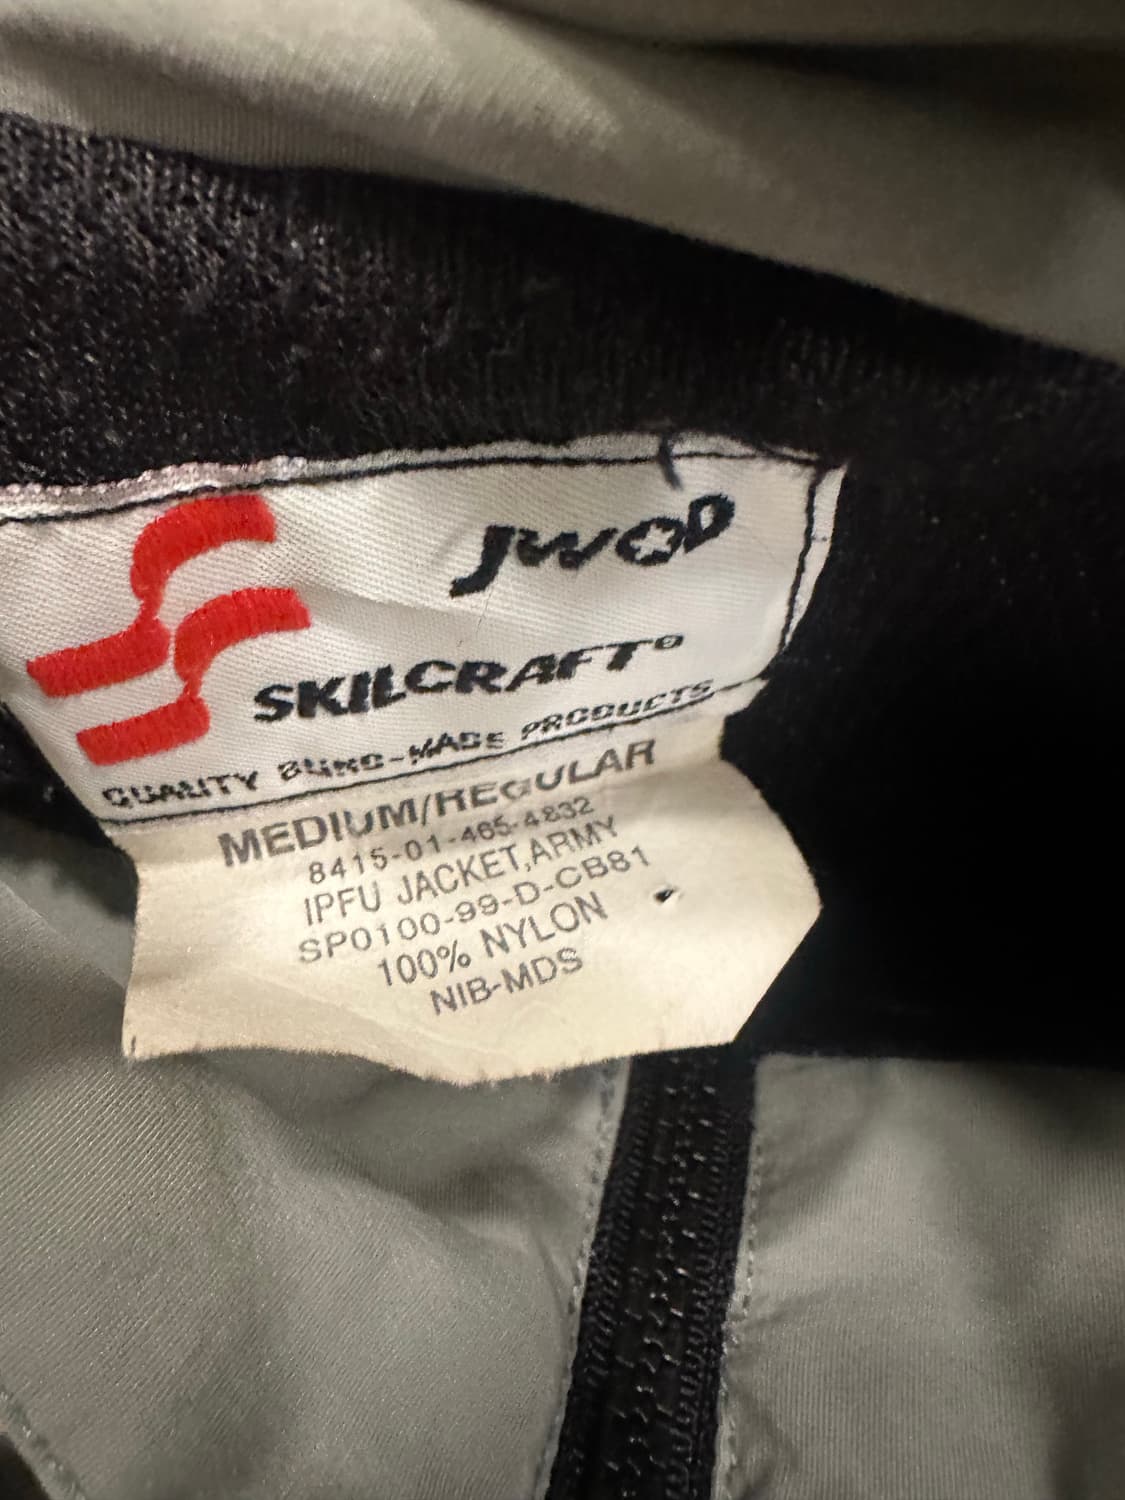 JWOD
SKILCRAFT®
QUALITY BLIND-MADE PRODUCTS
MEDIUM/REGULAR
8415-01-465-4832
IPFU JACKET,ARMY
SP0100-99-D-CB81
100% NYLON
NIB-MDS